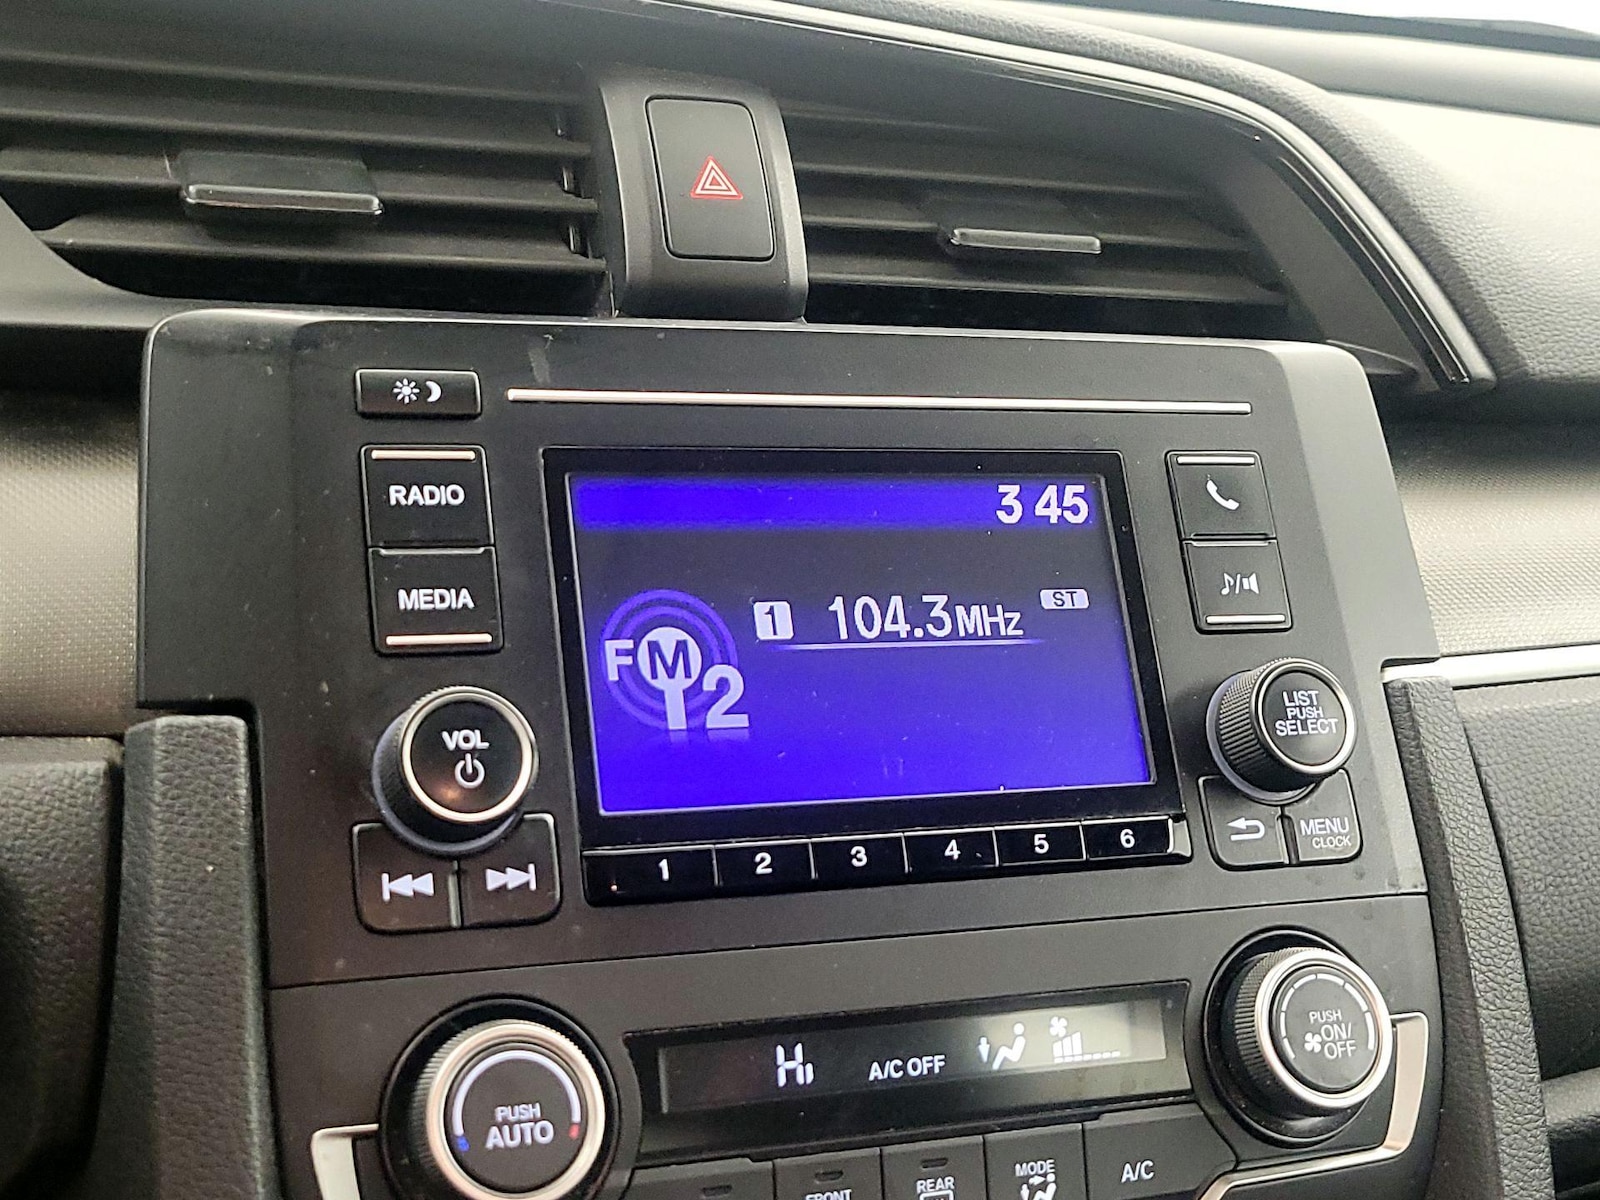 RADIO
MEDIA
3 45
FM 2
1 104.3MHz ST
VOL
LIST
PUSH
SELECT
MENU
CLOCK
1 2 3 4 5 6
Hi A/C OFF
PUSH
ON/
OFF
PUSH
AUTO
FRONT
REAR
MODE
A/C